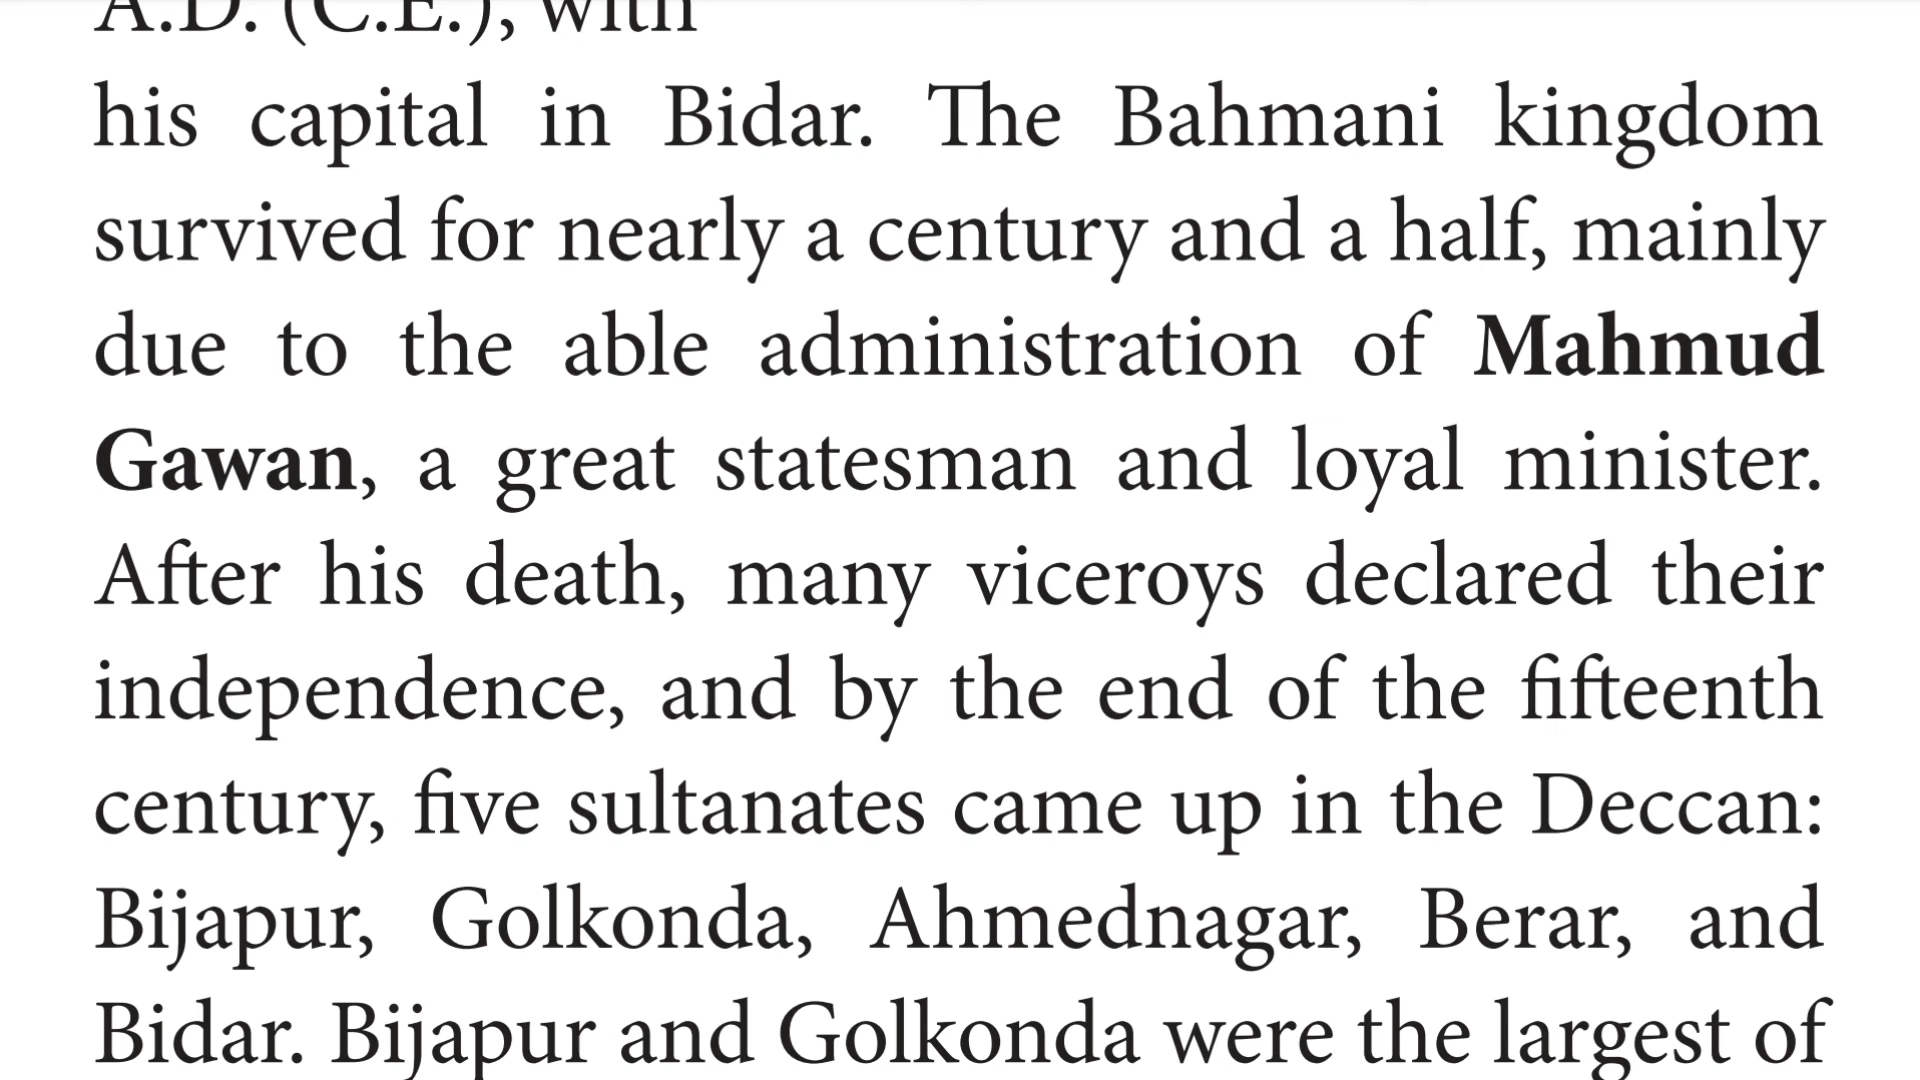 A.D. (C.E.), with
his capital in Bidar. The Bahmani kingdom
survived for nearly a century and a half, mainly
due to the able administration of Mahmud
Gawan, a great statesman and loyal minister.
After his death, many viceroys declared their
independence, and by the end of the fifteenth
century, five sultanates came up in the Deccan:
Bijapur, Golkonda, Ahmednagar, Berar, and
Bidar. Bijapur and Golkonda were the largest of